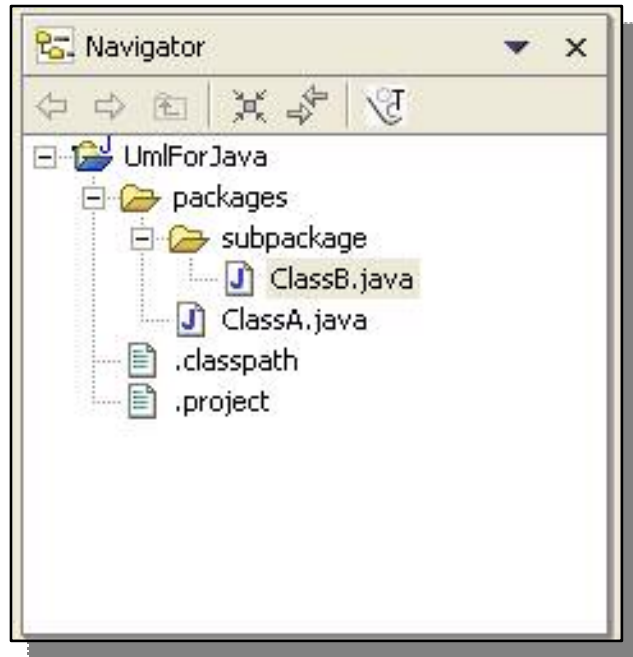 Navigator
UmlForJava
packages
subpackage
ClassB.java
ClassA.java
.classpath
.project